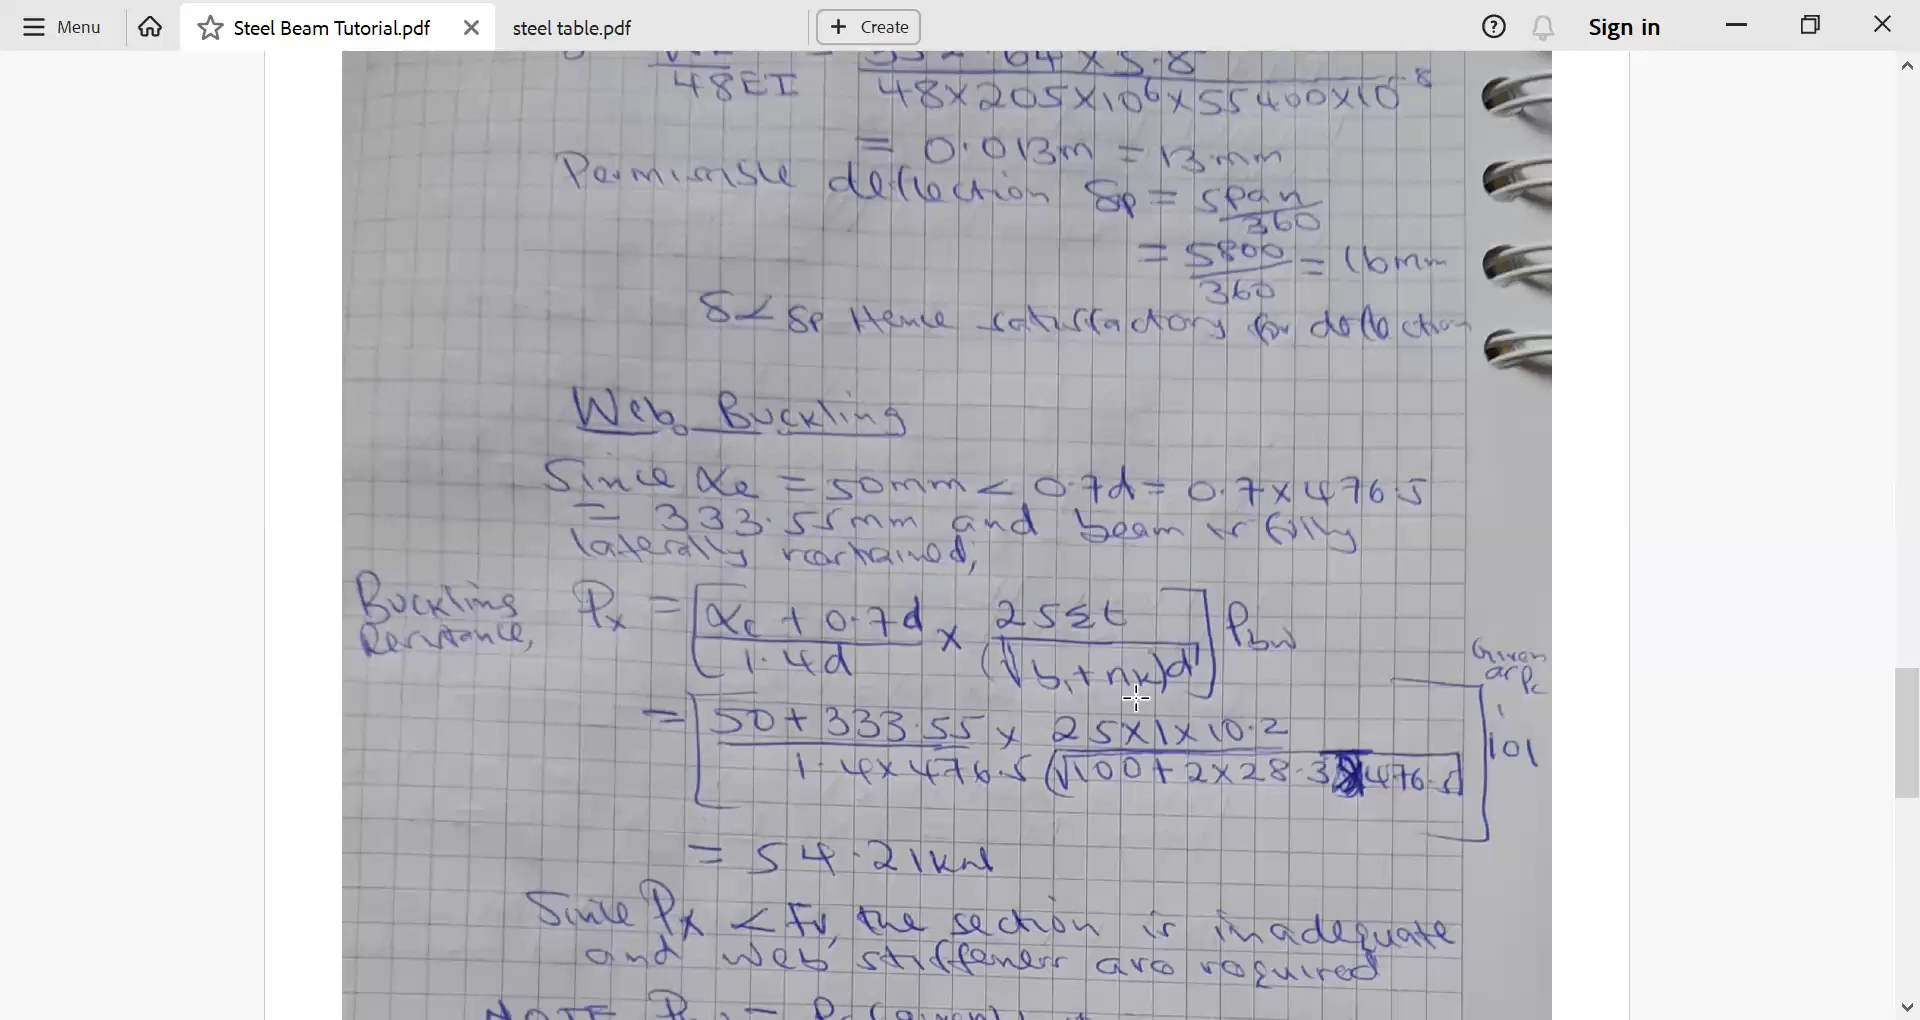 Menu
Steel Beam Tutorial.pdf
steel table.pdf
+ Create
Sign in
48EI = 48×205×10⁶×55400×10⁻⁸
= 0.013m = 13mm
Permissible deflection δp = span/360
= 5800/360 = 16mm
δ < δp Hence satisfactory for deflection
Web Buckling
Since αe = 50mm < 0.7d = 0.7×476.5
= 333.55mm and beam is fully
laterally restrained,
Buckling Resistance, Px = [αe + 0.7d / 1.4d × 25εt / (√b₁+nk)d] Pbw
Given as Pc
= [50 + 333.55 / 1.4×476.5 × 25×1×10.2 / (√100+2×28.3 476.5] 101
= 54.21kN
Since Px < Fv, the section is inadequate
and web stiffeners are required
NOTE